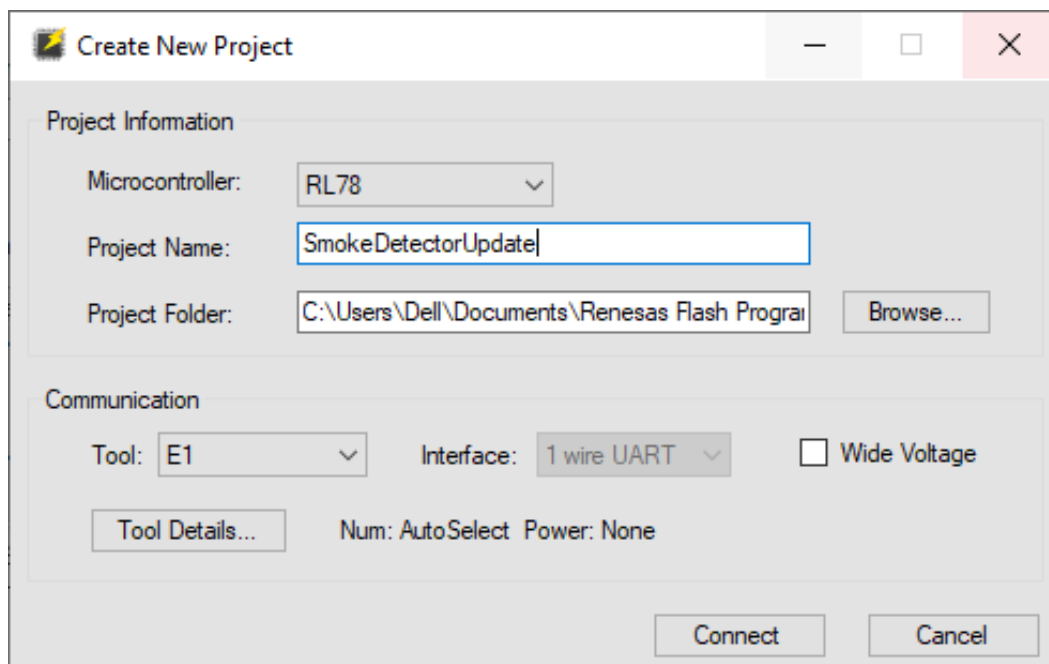 Create New Project
Project Information
Microcontroller: RL78
Project Name: SmokeDetectorUpdate
Project Folder: C:\Users\Dell\Documents\Renesas Flash Prograr Browse...
Communication
Tool: E1 Interface: 1 wire UART Wide Voltage
Tool Details... Num: AutoSelect Power: None
Connect Cancel